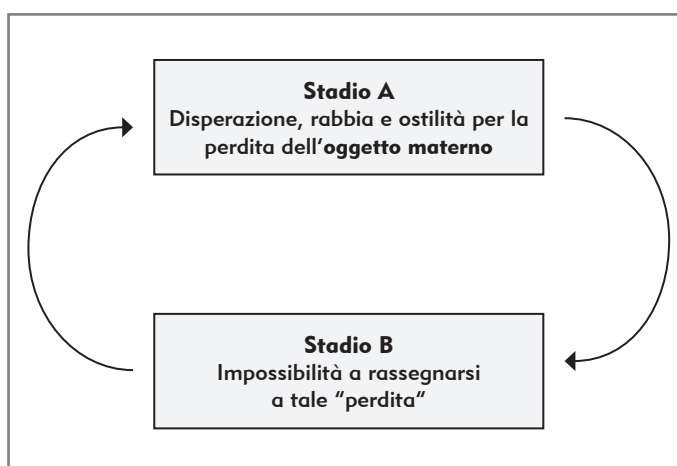 Stadio A
Disperazione, rabbia e ostilità per la
perdita dell’oggetto materno
Stadio B
Impossibilità a rassegnarsi
a tale “perdita“